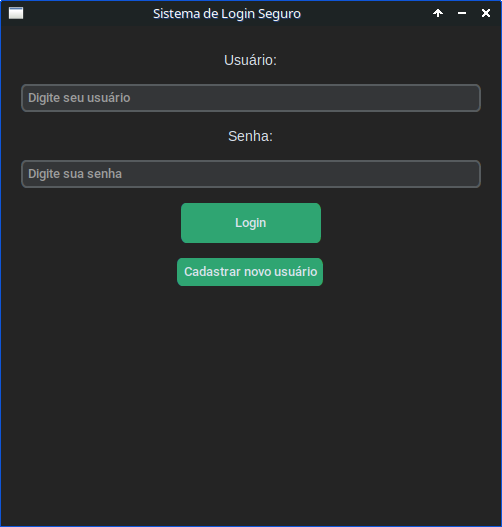 Sistema de Login Seguro
Usuário:
Digite seu usuário
Senha:
Digite sua senha
Login
Cadastrar novo usuário